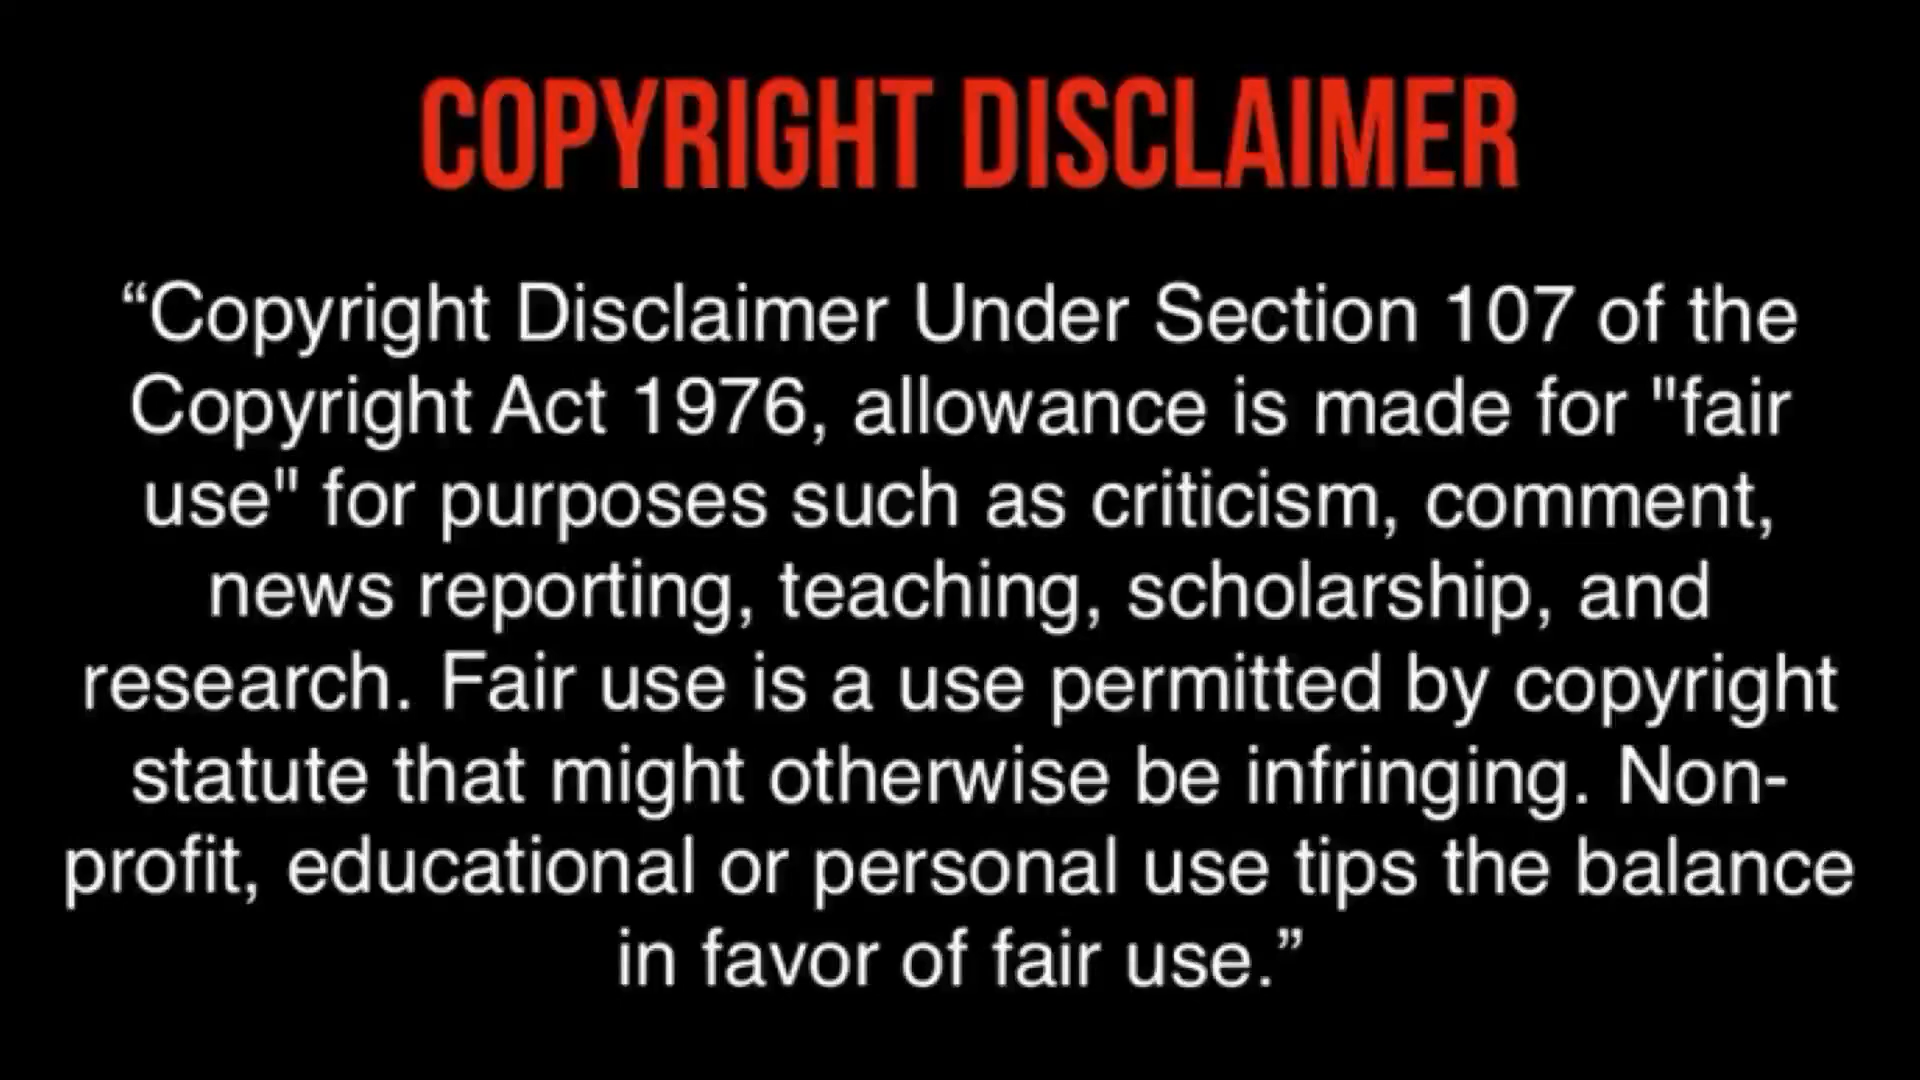 COPYRIGHT DISCLAIMER
“Copyright Disclaimer Under Section 107 of the
Copyright Act 1976, allowance is made for "fair
use" for purposes such as criticism, comment,
news reporting, teaching, scholarship, and
research. Fair use is a use permitted by copyright
statute that might otherwise be infringing. Non-
profit, educational or personal use tips the balance
in favor of fair use.”